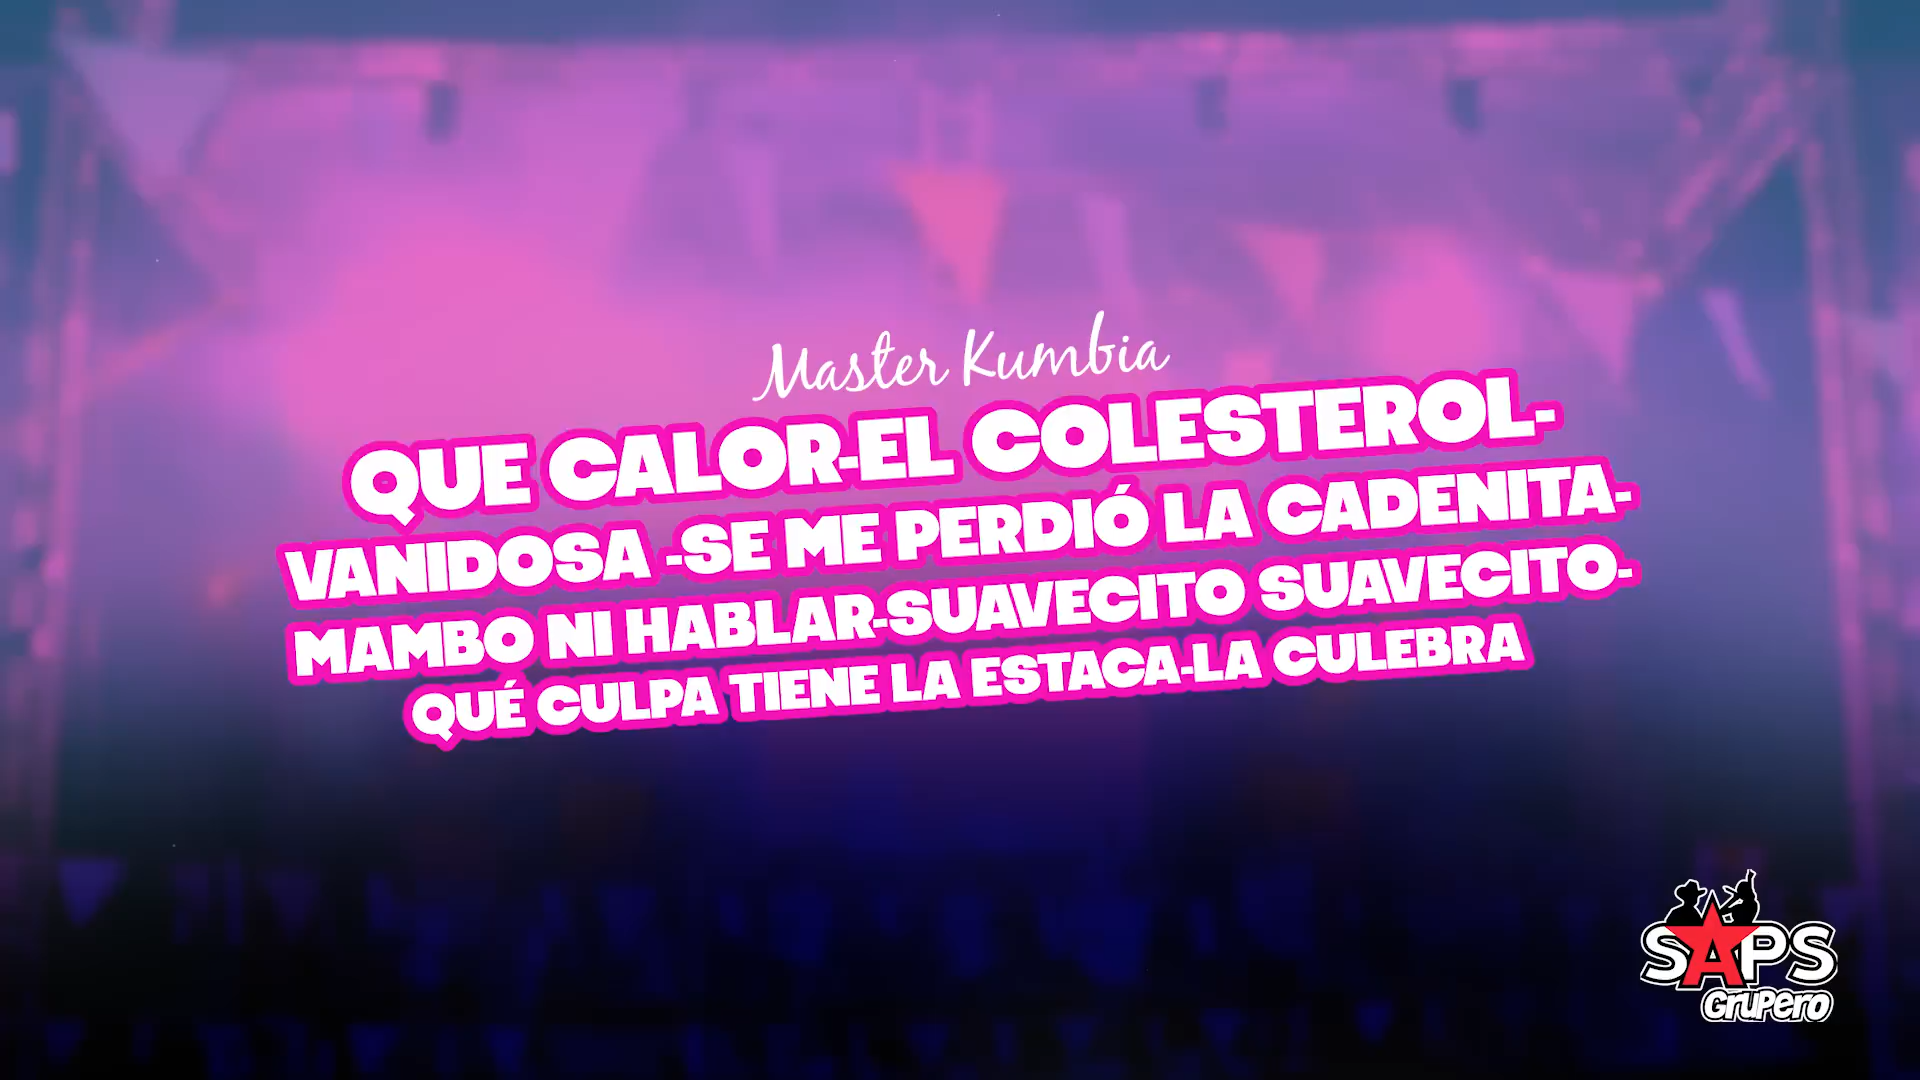 Master Kumbia
QUE CALOR-EL COLESTEROL-
VANIDOSA -SE ME PERDIÓ LA CADENITA-
MAMBO NI HABLAR-SUAVECITO SUAVECITO-
QUÉ CULPA TIENE LA ESTACA-LA CULEBRA
SAPS
GRUPERO